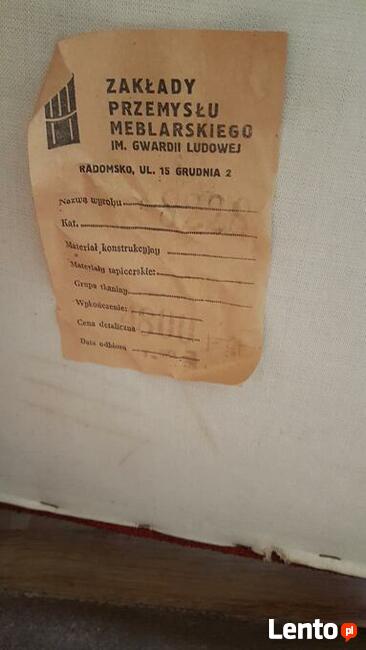 ZAKŁADY
PRZEMYSŁU
MEBLARSKIEGO
IM. GWARDII LUDOWEJ
RADOMSKO, UL. 15 GRUDNIA 2
Nazwa wyrobu
Kat.
Materiał konstrukcyjny
Materiały tapicerskie:
Grupa tkaniny
Wykończenie:
Cena detaliczna
Data odbioru
Lento.pl